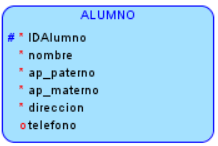 ALUMNO
# * IDAlumno
* nombre
* ap_paterno
* ap_materno
* direccion
o telefono